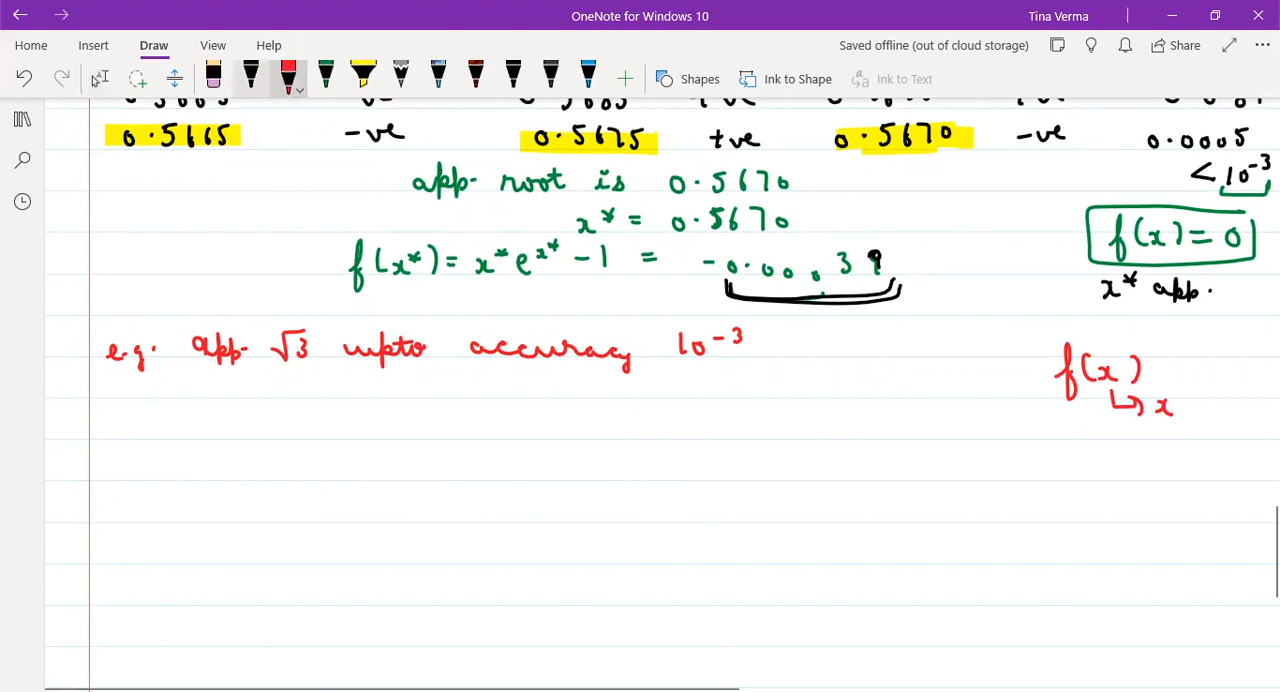 OneNote for Windows 10
Tina Verma
Home Insert Draw View Help
Saved offline (out of cloud storage) Share
Shapes Ink to Shape Ink to Text
0.5665 -ve 0.5675 +ve 0.5670 -ve 0.0005
< 10⁻³
app. root is 0.5670
x* = 0.5670
f(x*) = x* e^x* - 1 = -0.00039
f(x) = 0
x* app.
e.g. app. √3 upto accuracy 10⁻³
f(x)
↳ x